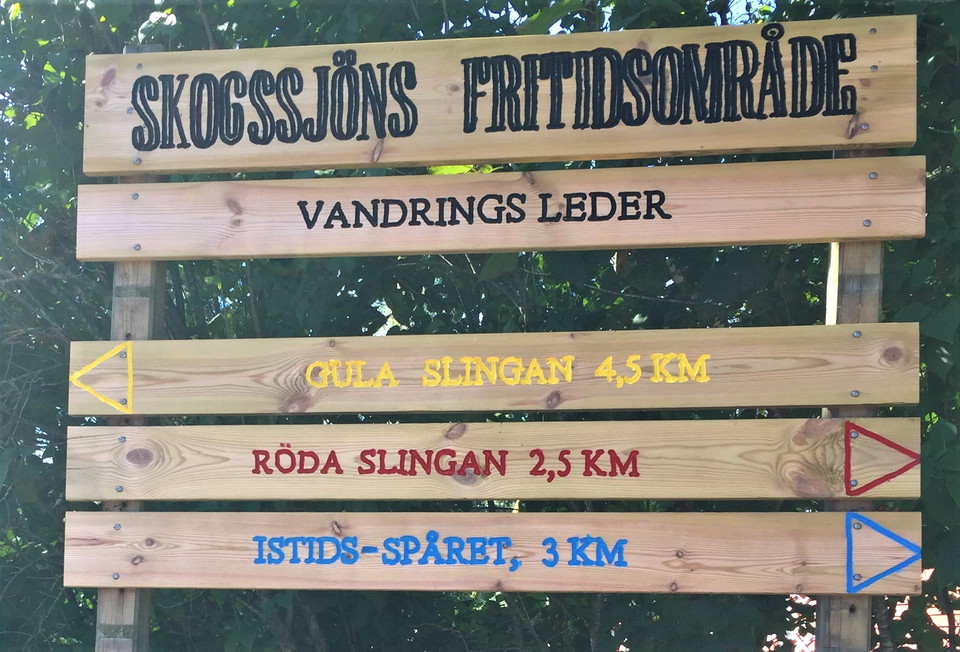 SKOGSSJÖNS FRITIDSOMRÅDE
VANDRINGS LEDER
GULA SLINGAN 4,5 KM
RÖDA SLINGAN 2,5 KM
ISTIDS-SPÅRET, 3 KM